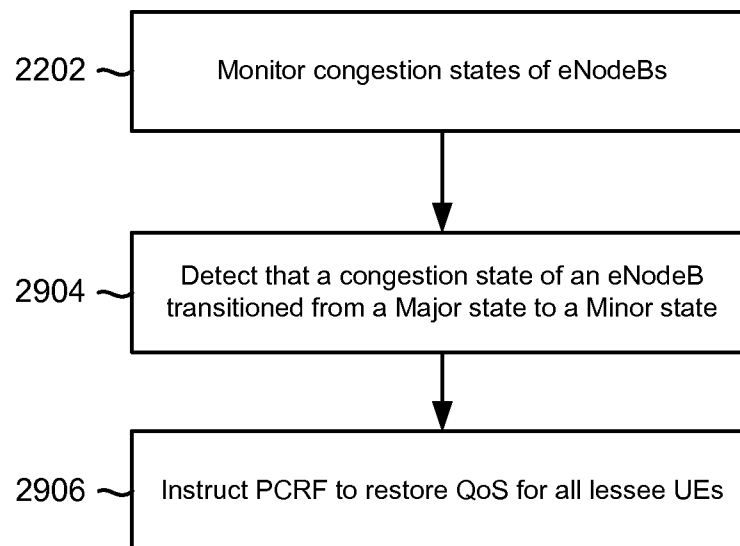 2202
Monitor congestion states of eNodeBs
2904
Detect that a congestion state of an eNodeB
transitioned from a Major state to a Minor state
2906
Instruct PCRF to restore QoS for all lessee UEs